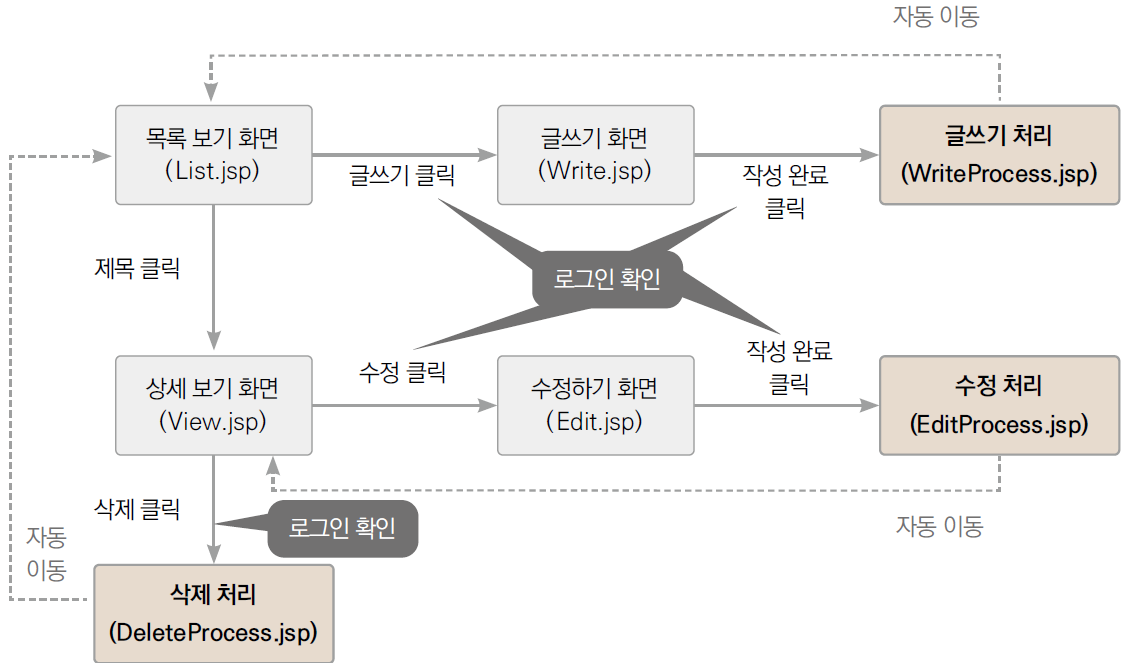 자동 이동
목록 보기 화면
(List.jsp)
글쓰기 클릭
글쓰기 화면
(Write.jsp)
작성 완료
클릭
글쓰기 처리
(WriteProcess.jsp)
제목 클릭
로그인 확인
상세 보기 화면
(View.jsp)
수정 클릭
수정하기 화면
(Edit.jsp)
작성 완료
클릭
수정 처리
(EditProcess.jsp)
삭제 클릭
로그인 확인
자동 이동
자동
이동
삭제 처리
(DeleteProcess.jsp)